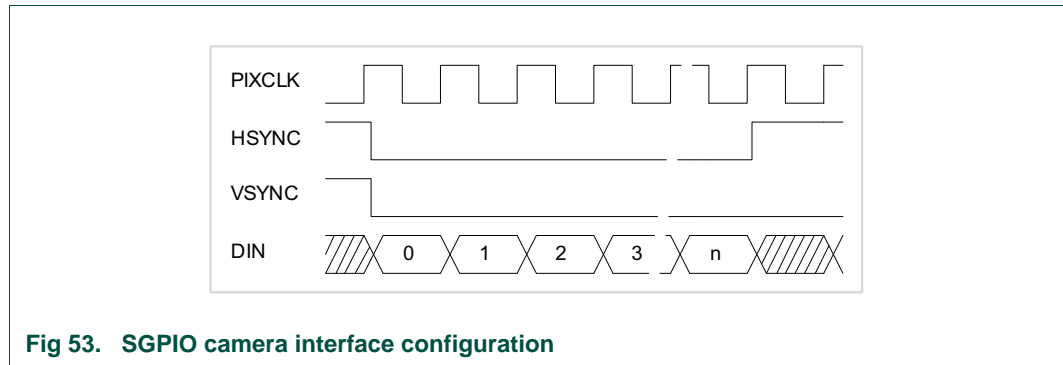 PIXCLK
HSYNC
VSYNC
DIN 0 1 2 3 n
Fig 53. SGPIO camera interface configuration